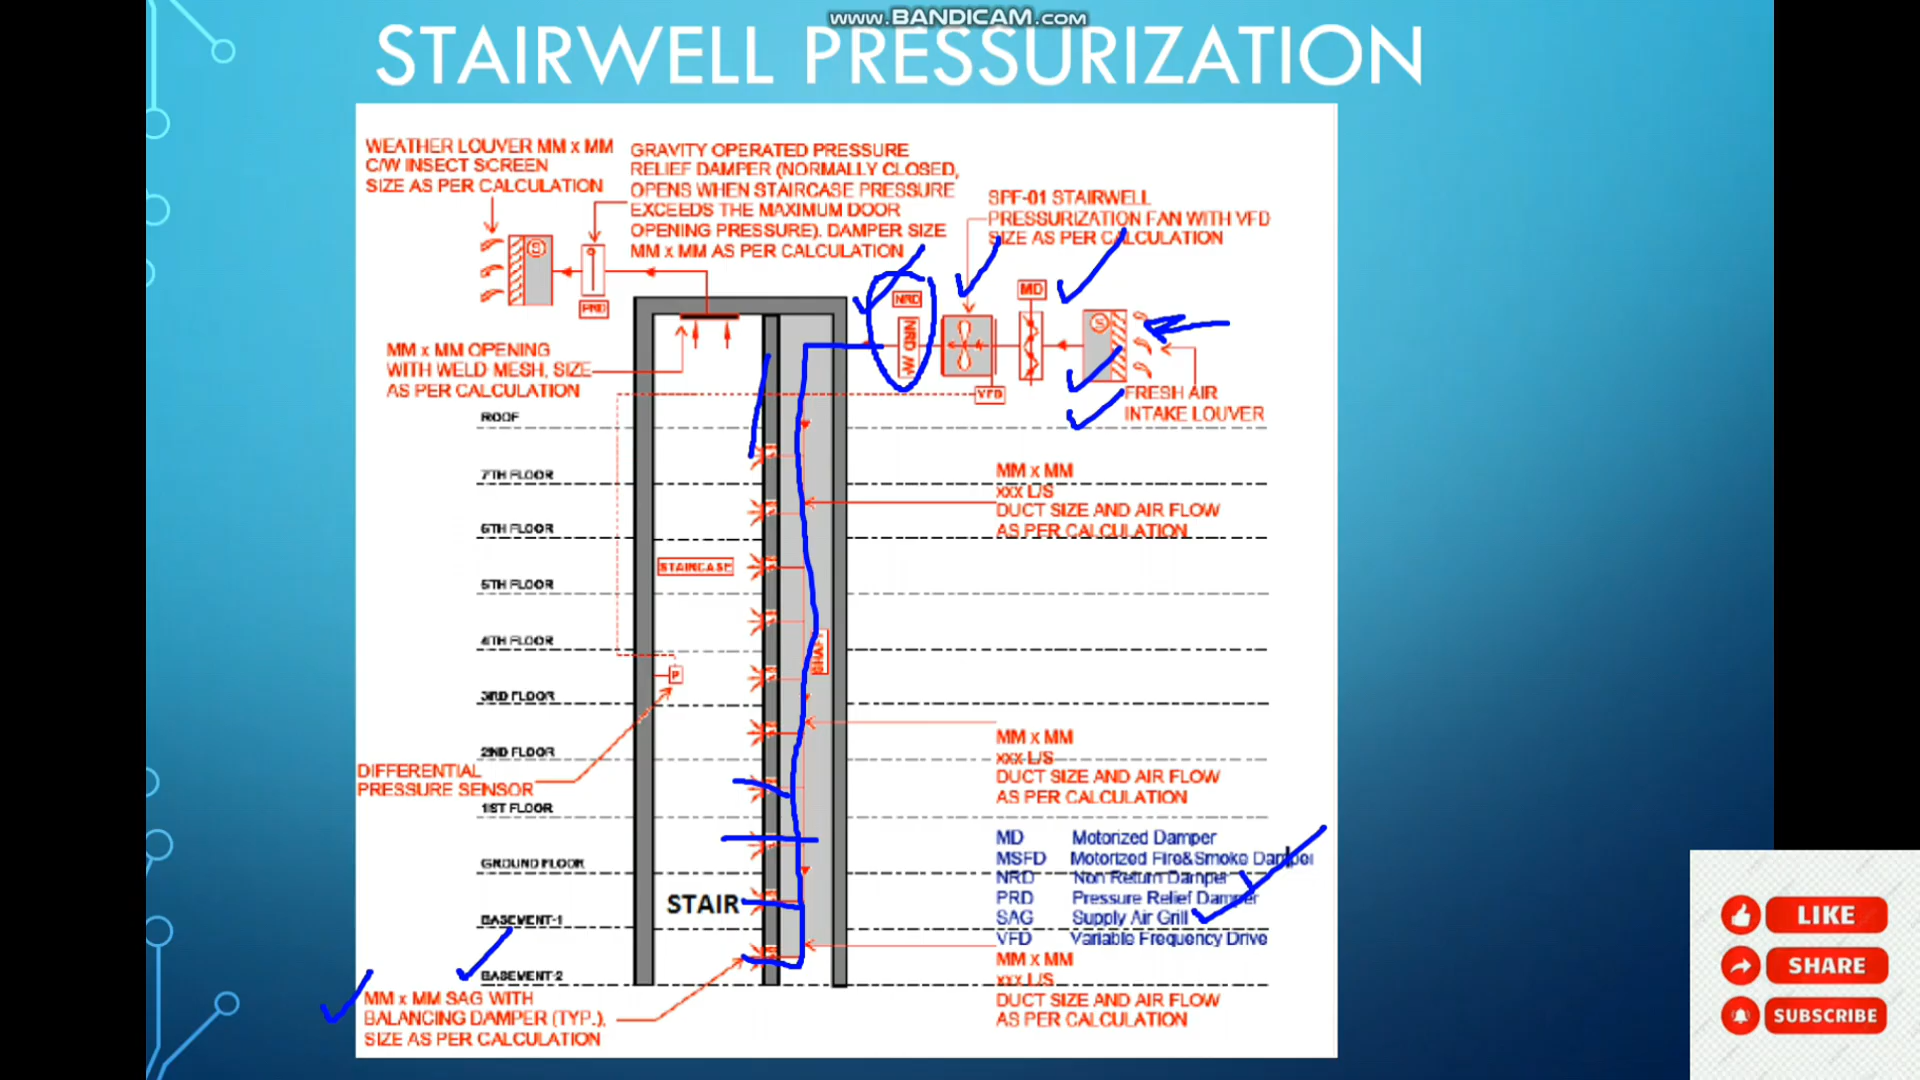 www.BANDICAM.com
STAIRWELL PRESSURIZATION
WEATHER LOUVER MM x MM
C/W INSECT SCREEN
SIZE AS PER CALCULATION
GRAVITY OPERATED PRESSURE
RELIEF DAMPER (NORMALLY CLOSED,
OPENS WHEN STAIRCASE PRESSURE
EXCEEDS THE MAXIMUM DOOR
OPENING PRESSURE). DAMPER SIZE
MM x MM AS PER CALCULATION
SPF-01 STAIRWELL
PRESSURIZATION FAN WITH VFD
SIZE AS PER CALCULATION
S
PRD
NRD
NRD
MD
S
VFD
FRESH AIR
INTAKE LOUVER
MM x MM OPENING
WITH WELD MESH, SIZE
AS PER CALCULATION
ROOF
7TH FLOOR
6TH FLOOR
5TH FLOOR
4TH FLOOR
3RD FLOOR
2ND FLOOR
1ST FLOOR
GROUND FLOOR
BASEMENT-1
BASEMENT-2
STAIRCASE
SHAFT
P
STAIR
DIFFERENTIAL
PRESSURE SENSOR
MM x MM
xxx L/S
DUCT SIZE AND AIR FLOW
AS PER CALCULATION
MM x MM
xxx L/S
DUCT SIZE AND AIR FLOW
AS PER CALCULATION
MD Motorized Damper
MSFD Motorized Fire&Smoke Damper
NRD Non Return Damper
PRD Pressure Relief Damper
SAG Supply Air Grill
VFD Variable Frequency Drive
MM x MM
xxx L/S
DUCT SIZE AND AIR FLOW
AS PER CALCULATION
MM x MM SAG WITH
BALANCING DAMPER (TYP.),
SIZE AS PER CALCULATION
LIKE
SHARE
SUBSCRIBE